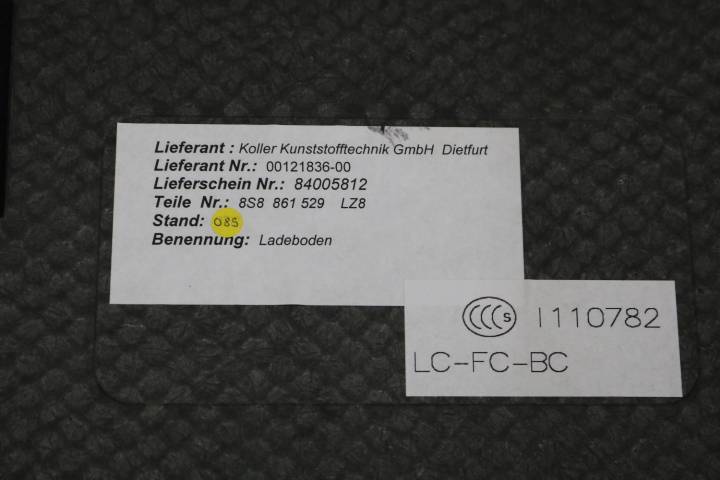 Lieferant : Koller Kunststofftechnik GmbH Dietfurt
Lieferant Nr.: 00121836-00
Lieferschein Nr.: 84005812
Teile Nr.: 8S8 861 529 LZ8
Stand: 085
Benennung: Ladeboden
CCC S I110782
LC-FC-BC